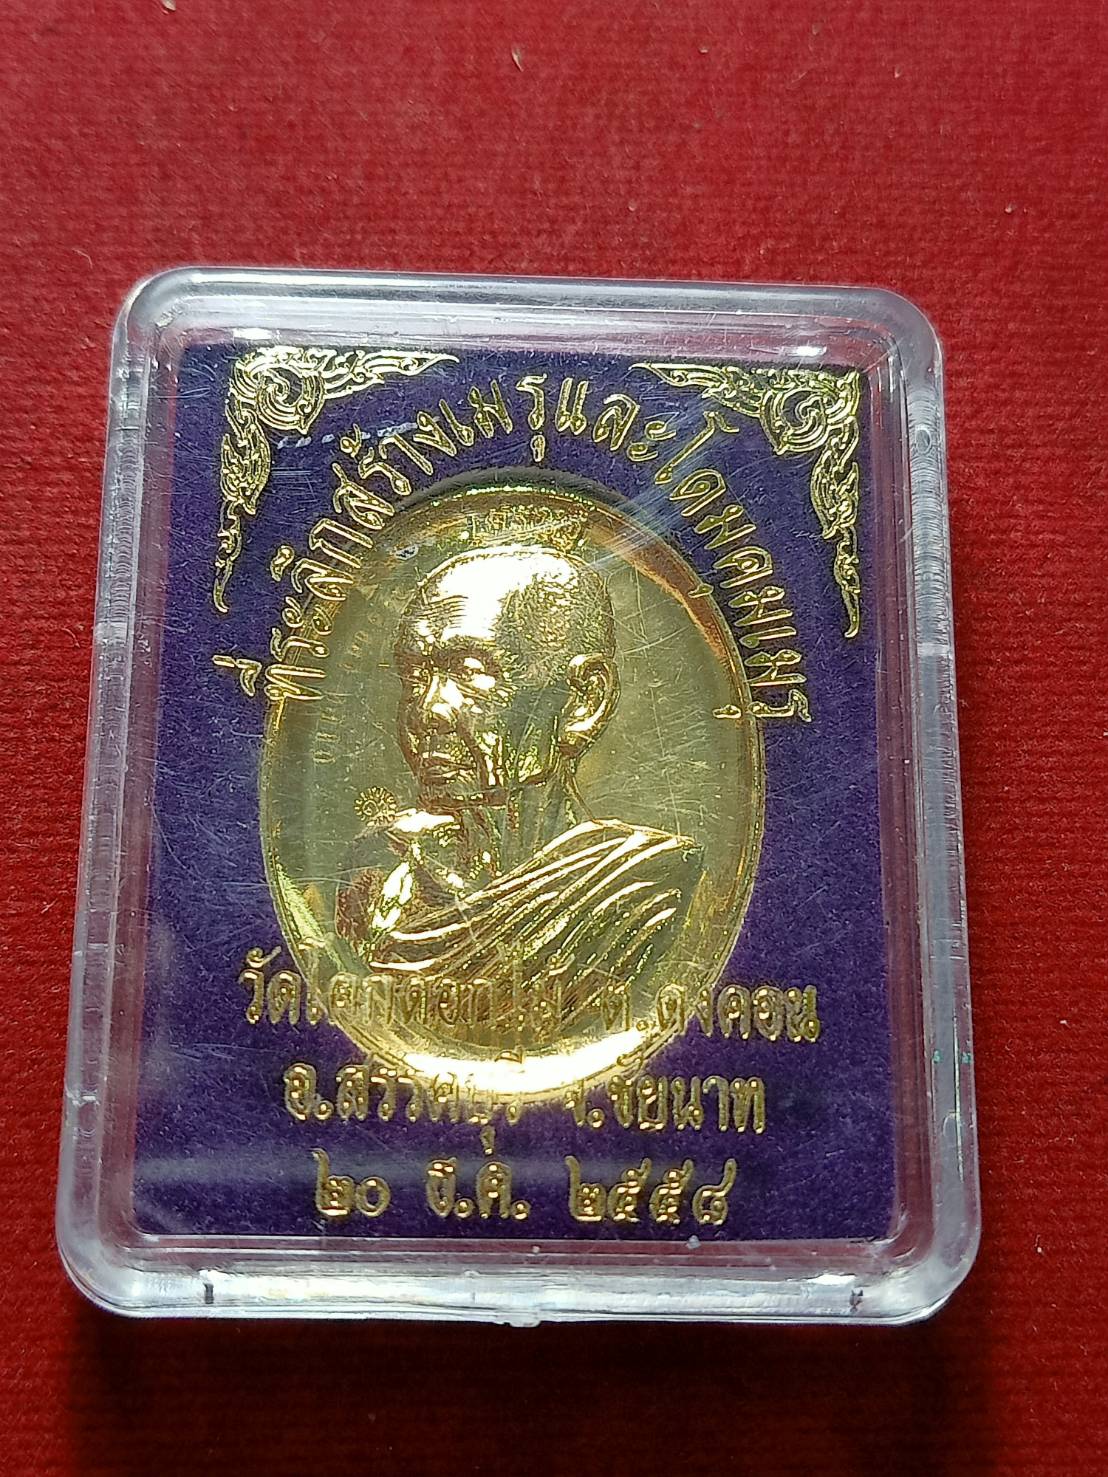 ที่ระลึกสร้างเมรุและโดมคุมเมรุ
วัดโคกดอกไม้ ต.ดงคอน
อ.สรรคบุรี จ.ชัยนาท
๒๐ ธ.ค. ๒๕๕๘